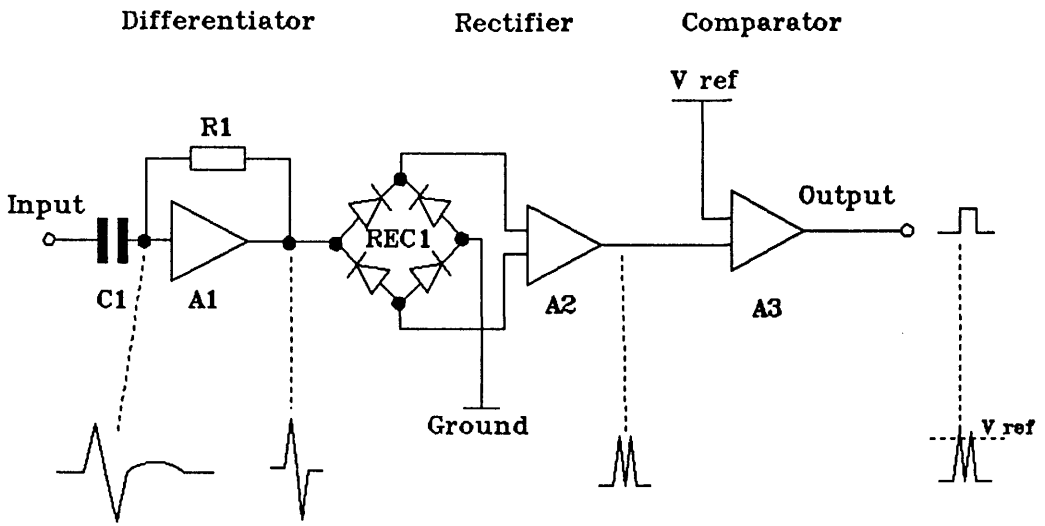 Differentiator Rectifier Comparator
V ref
R1
Input Output
REC1
C1 A1 A2 A3
Ground
V ref